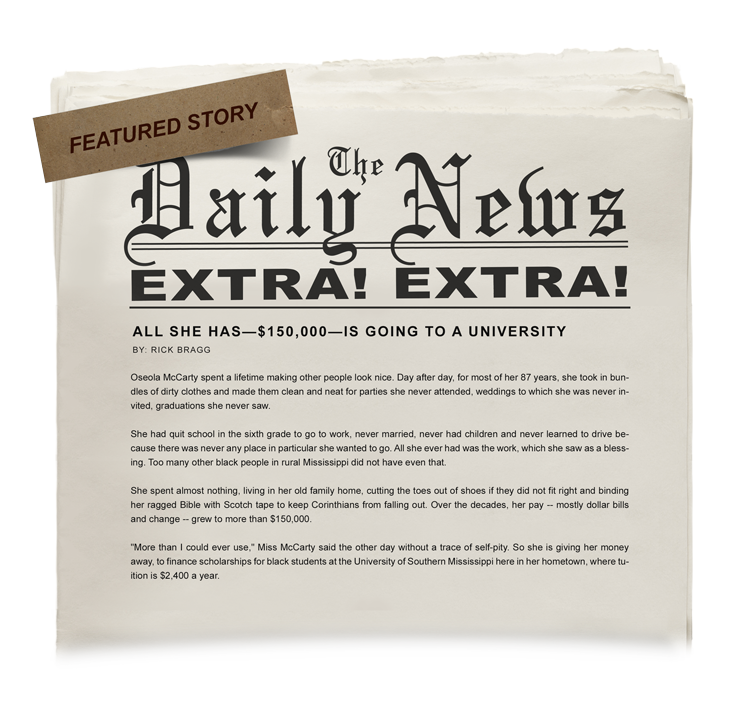 FEATURED STORY
The
Daily News
EXTRA! EXTRA!
ALL SHE HAS—$150,000—IS GOING TO A UNIVERSITY
BY: RICK BRAGG
Oseola McCarty spent a lifetime making other people look nice. Day after day, for most of her 87 years, she took in bun-
dles of dirty clothes and made them clean and neat for parties she never attended, weddings to which she was never in-
vited, graduations she never saw.
She had quit school in the sixth grade to go to work, never married, never had children and never learned to drive be-
cause there was never any place in particular she wanted to go. All she ever had was the work, which she saw as a bless-
ing. Too many other black people in rural Mississippi did not have even that.
She spent almost nothing, living in her old family home, cutting the toes out of shoes if they did not fit right and binding
her ragged Bible with Scotch tape to keep Corinthians from falling out. Over the decades, her pay -- mostly dollar bills
and change -- grew to more than $150,000.
"More than I could ever use," Miss McCarty said the other day without a trace of self-pity. So she is giving her money
away, to finance scholarships for black students at the University of Southern Mississippi here in her hometown, where tu-
ition is $2,400 a year.